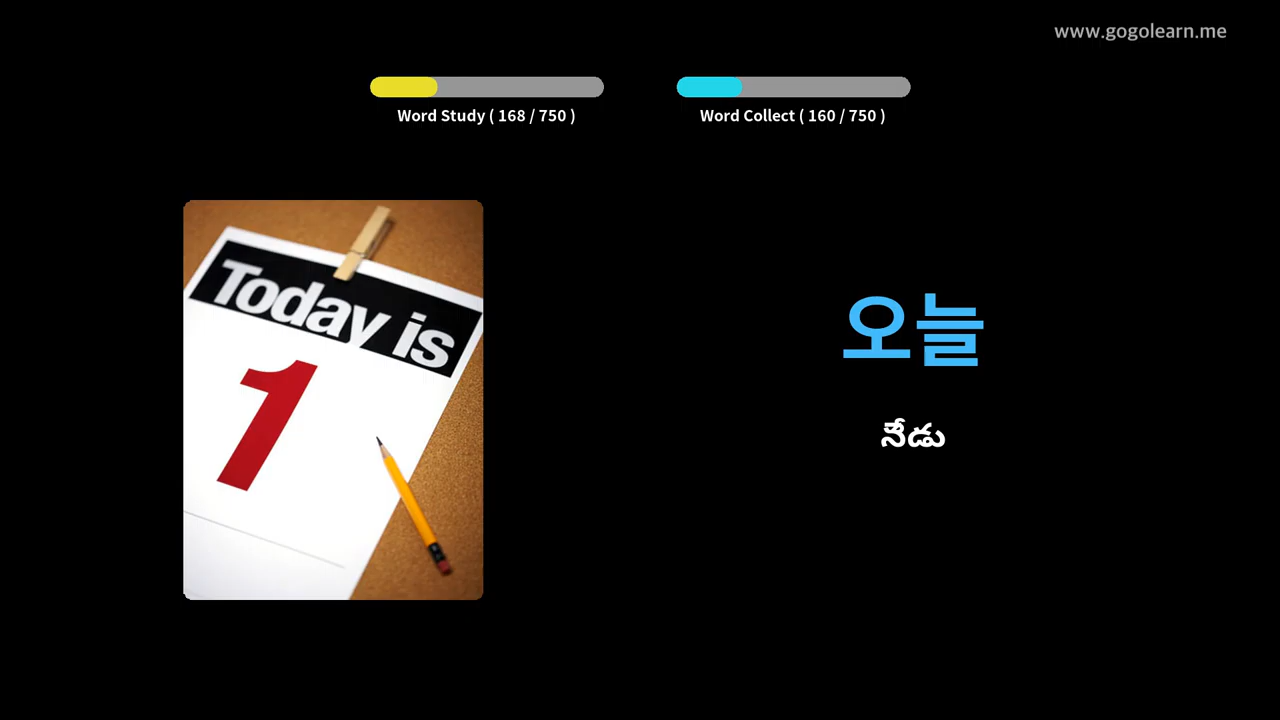 www.gogolearn.me
Word Study ( 168 / 750 )
Word Collect ( 160 / 750 )
Today is
1
오늘
నేడు